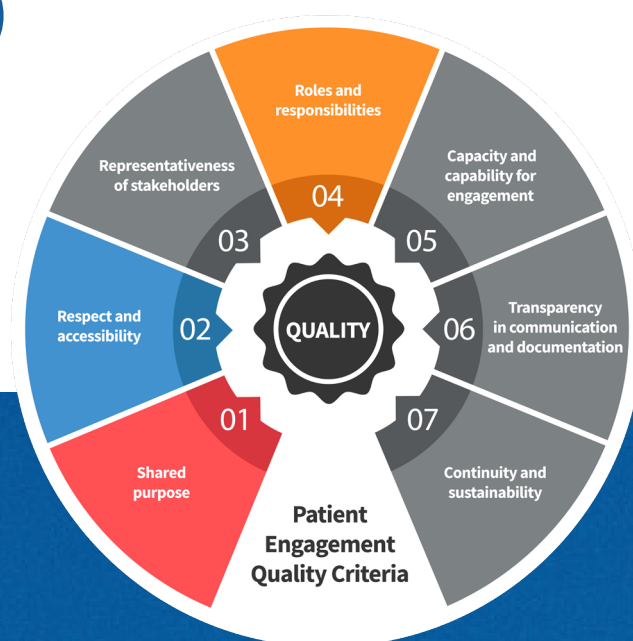 Roles and
responsibilities
04
Representativeness
of stakeholders
03
Capacity and
capability for
engagement
05
Respect and
accessibility
02
QUALITY
06
Transparency
in communication
and documentation
01
Shared
purpose
07
Continuity and
sustainability
Patient
Engagement
Quality Criteria